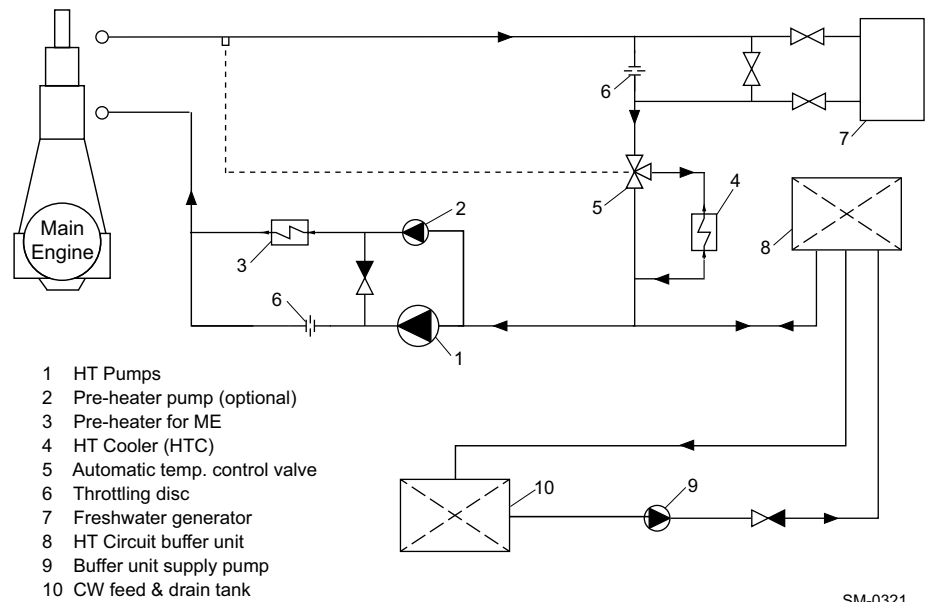 6
7
Main
Engine
5
4
2
3
8
6
1
1 HT Pumps
2 Pre-heater pump (optional)
3 Pre-heater for ME
4 HT Cooler (HTC)
5 Automatic temp. control valve
6 Throttling disc
7 Freshwater generator
8 HT Circuit buffer unit
9 Buffer unit supply pump
10 CW feed & drain tank
10
9
SM-0321